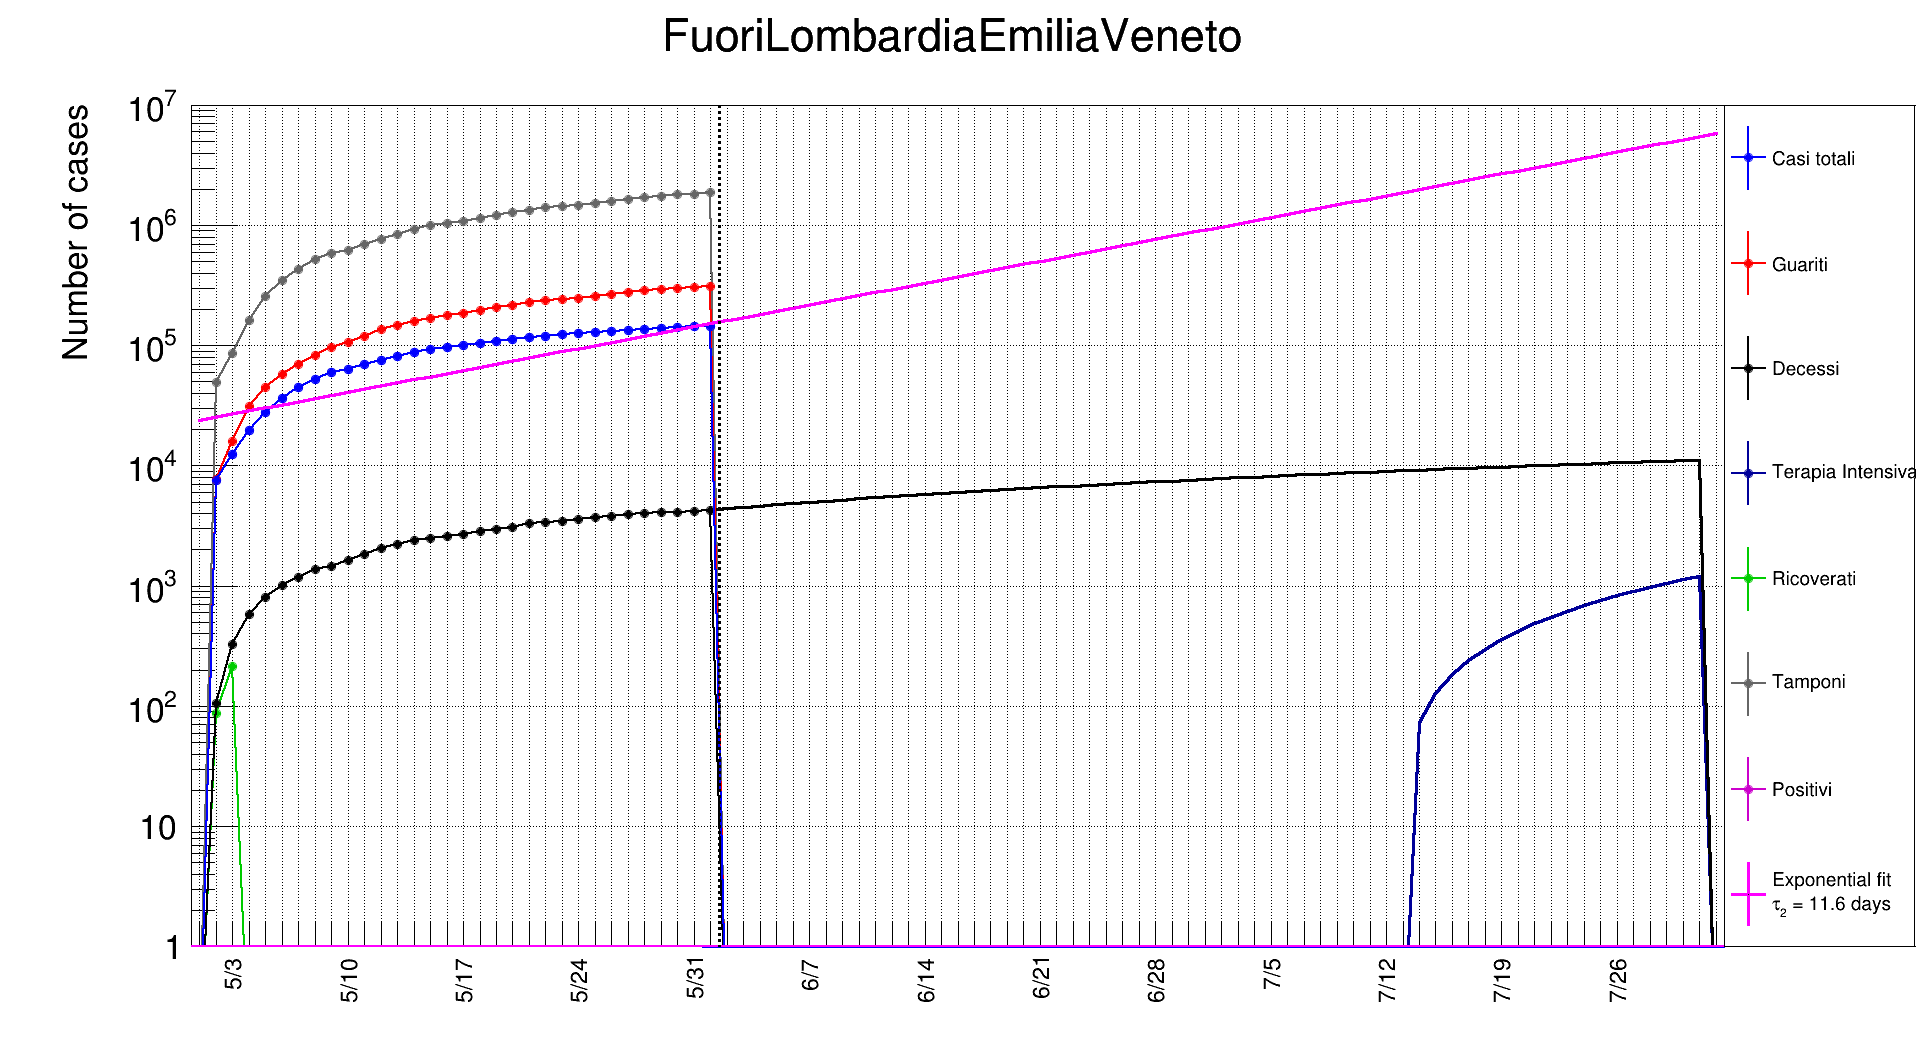 FuoriLombardiaEmiliaVeneto
Number of cases
10^7
10^6
10^5
10^4
10^3
10^2
10
1
5/3 5/10 5/17 5/24 5/31 6/7 6/14 6/21 6/28 7/5 7/12 7/19 7/26
Casi totali
Guariti
Decessi
Terapia Intensiva
Ricoverati
Tamponi
Positivi
Exponential fit
τ_2 = 11.6 days